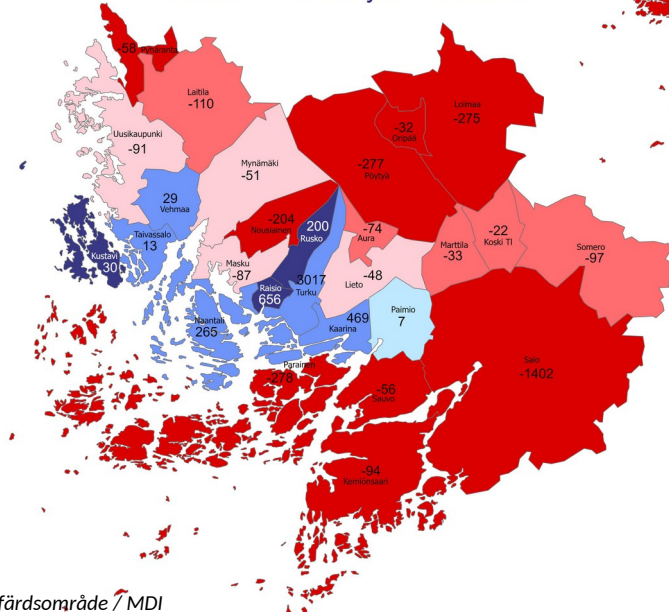 -58 Pyhäranta
Laitila
-110
Loimaa
-275
-32
Oripää
Uusikaupunki
-91
Mynämäki
-51
-277
Pöytyä
29
Vehmaa
-204
Nousiainen
200
Rusko
-74
Aura
-22
Koski Tl
Marttila
-33
Somero
-97
Taivassalo
13
Kustavi
30
Masku
-87
-48
Lieto
3017
Turku
Raisio
656
Paimio
7
Naantali
265
469
Kaarina
Parainen
-278
Salo
-1402
-56
Sauvo
-94
Kemiönsaari
färdsområde / MDI